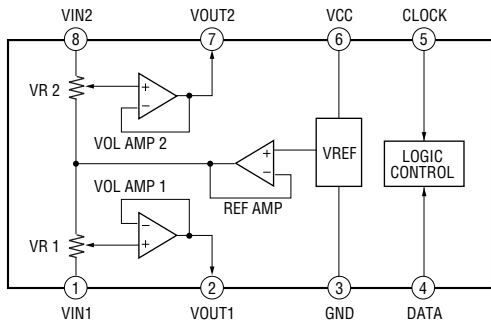 VIN2 VOUT2 VCC CLOCK
8 7 6 5
VR 2
+
−
VOL AMP 2
+
−
VREF
LOGIC
CONTROL
VOL AMP 1
REF AMP
−
+
VR 1
1 2 3 4
VIN1 VOUT1 GND DATA